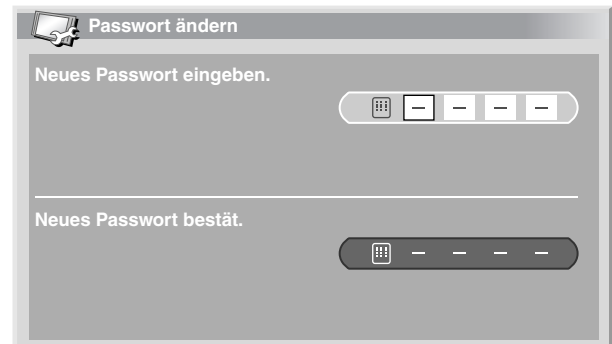 Passwort ändern
Neues Passwort eingeben.
– – – –
Neues Passwort bestät.
– – – –